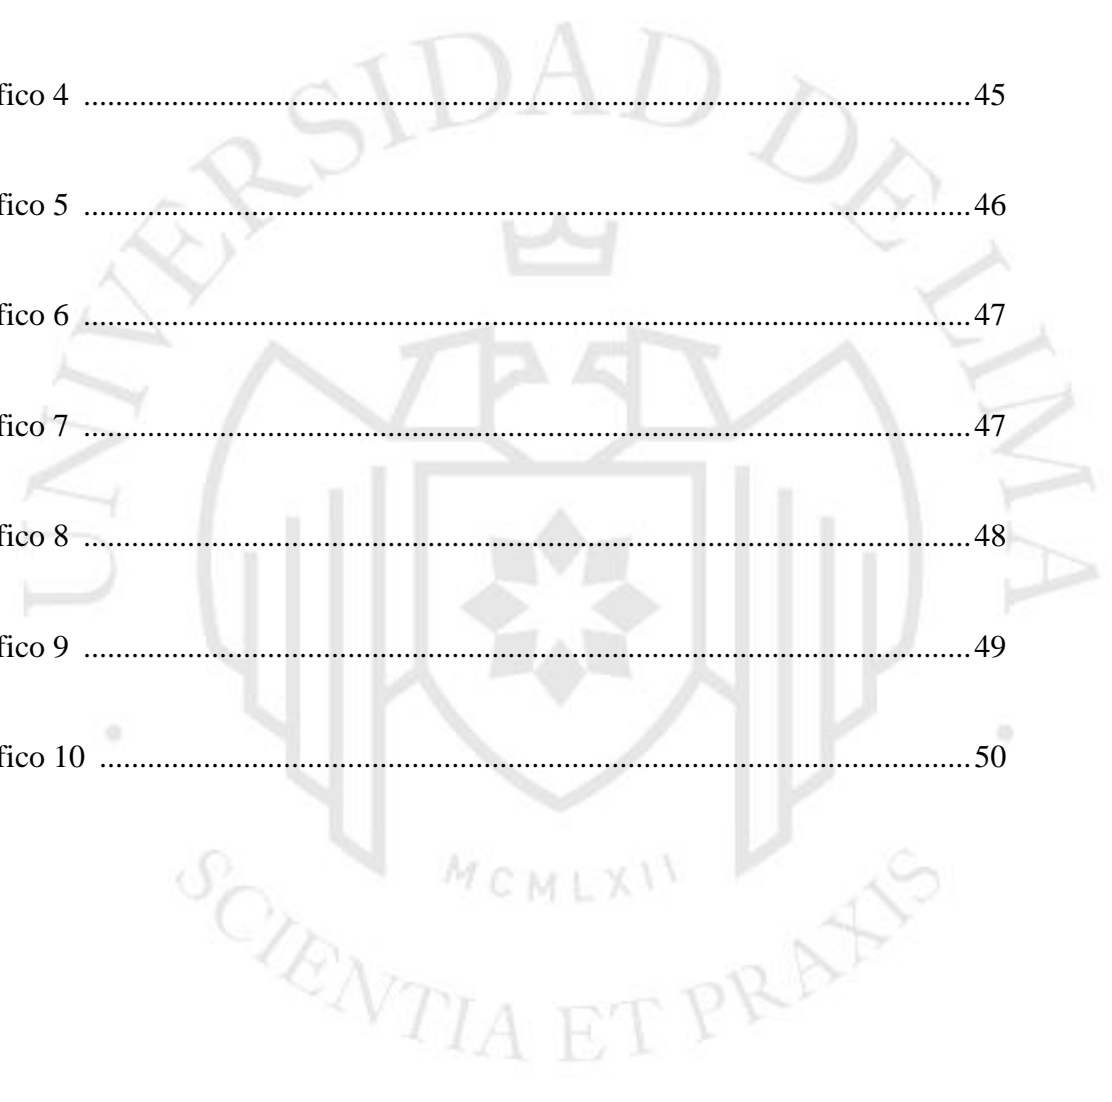 fico 4 ........................................................................................................45
fico 5 ........................................................................................................46
fico 6 ........................................................................................................47
fico 7 ........................................................................................................47
fico 8 ........................................................................................................48
fico 9 ........................................................................................................49
fico 10 ......................................................................................................50
UNIVERSIDAD DE LIMA
MCMLXII
SCIENTIA ET PRAXIS